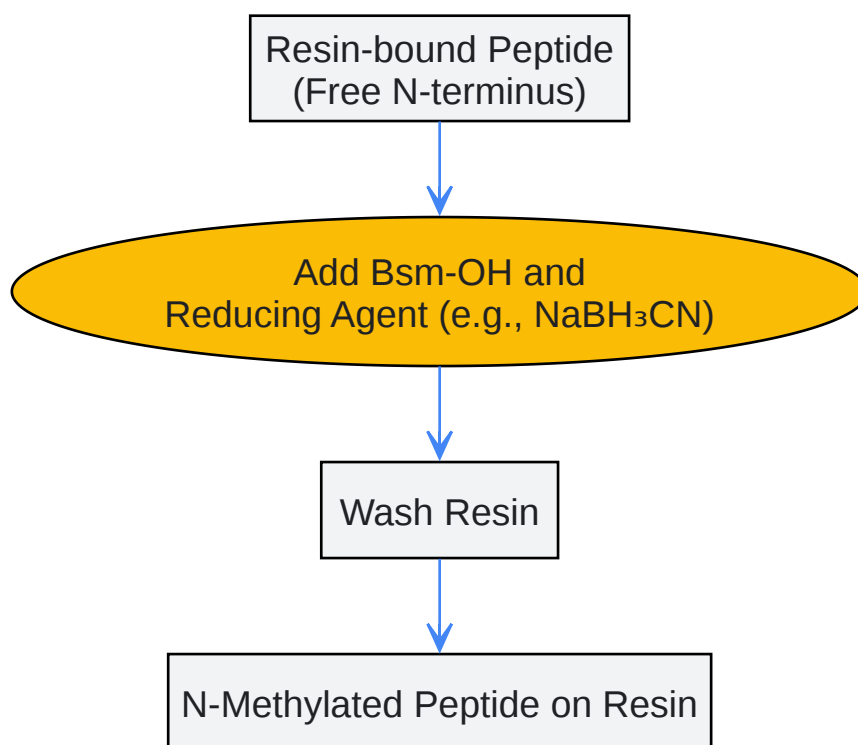 Resin-bound Peptide
(Free N-terminus)
Add Bsm-OH and
Reducing Agent (e.g., NaBH₃CN)
Wash Resin
N-Methylated Peptide on Resin